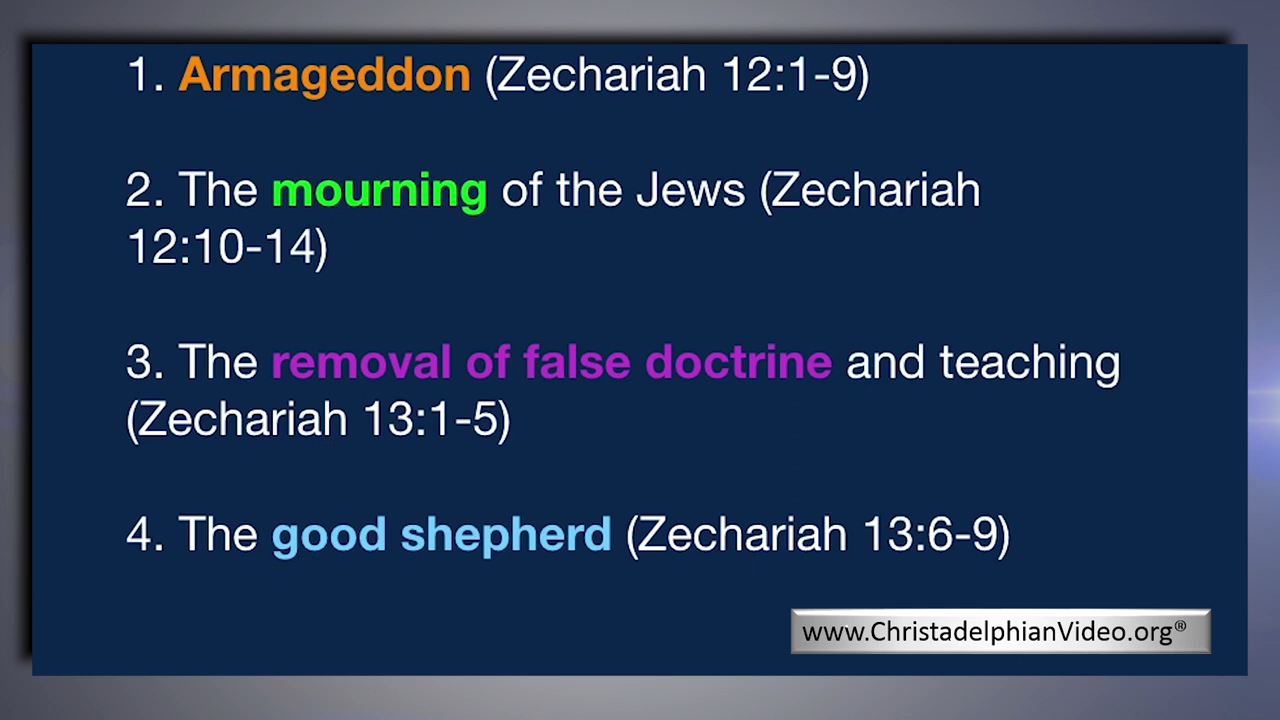 1. Armageddon (Zechariah 12:1-9)
2. The mourning of the Jews (Zechariah
12:10-14)
3. The removal of false doctrine and teaching
(Zechariah 13:1-5)
4. The good shepherd (Zechariah 13:6-9)
www.ChristadelphianVideo.org®